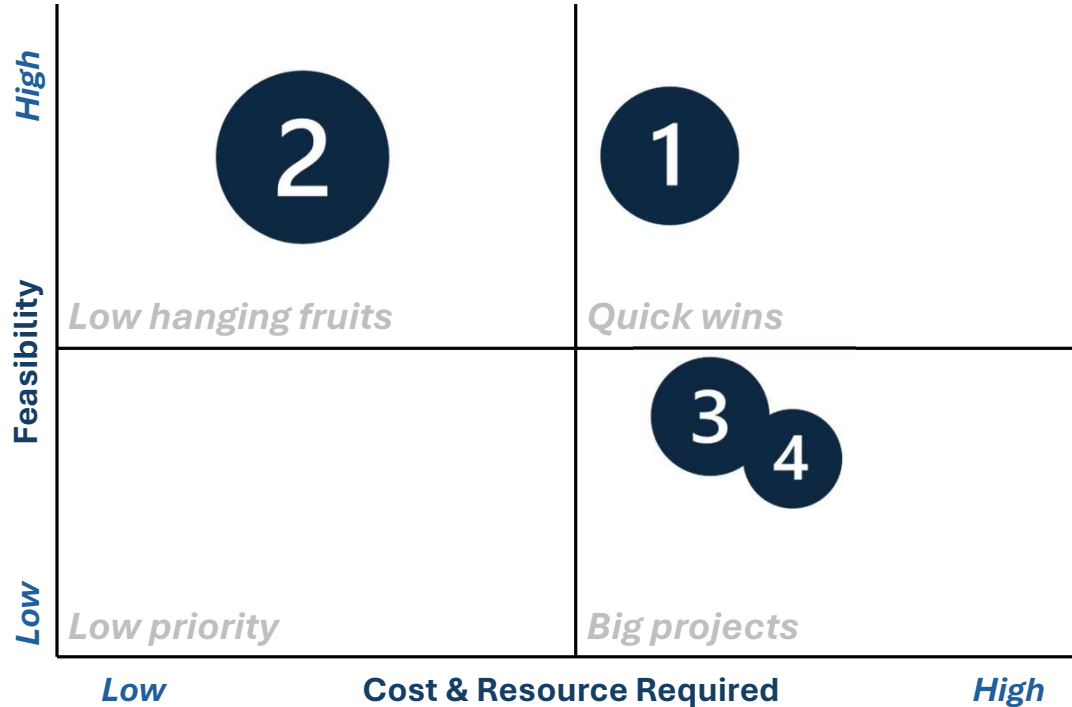 High
2
1
Low hanging fruits
Quick wins
Feasibility
3
4
Low
Low priority
Big projects
Low
Cost & Resource Required
High